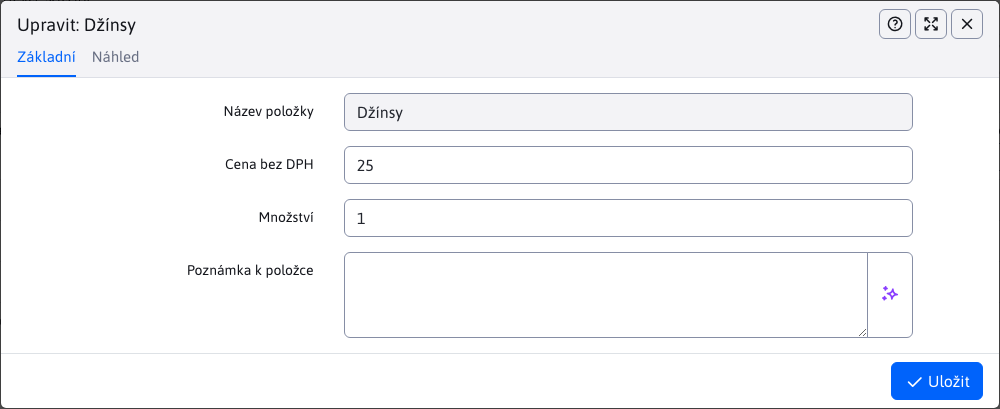 Upravit: Džínsy
Základní Náhled
Název položky Džínsy
Cena bez DPH 25
Množství 1
Poznámka k položce
Uložit